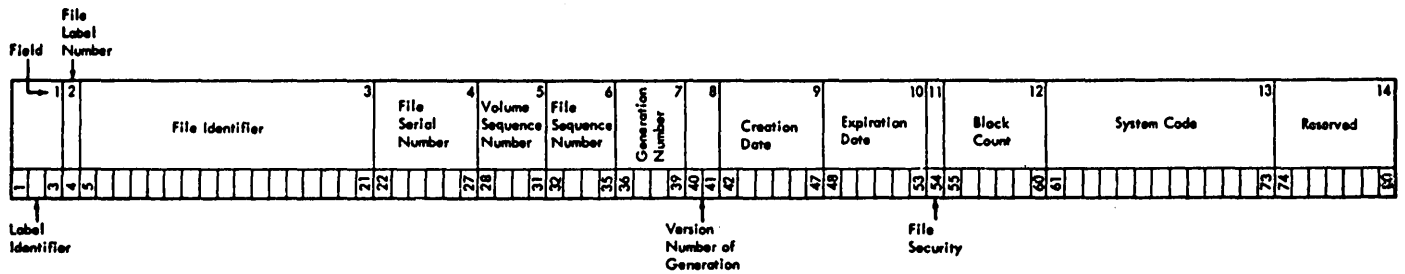 File
Label
Field Number
1 2 3 4 5 6 7 8 9 10 11 12 13 14
File Identifier
File
Serial
Number
Volume
Sequence
Number
File
Sequence
Number
Generation
Number
Creation
Date
Expiration
Date
Block
Count
System Code
Reserved
1 3 4 5 21 22 27 28 31 32 35 36 39 40 41 42 47 48 53 54 55 60 61 73 74 80
Label
Identifier
Version
Number of
Generation
File
Security